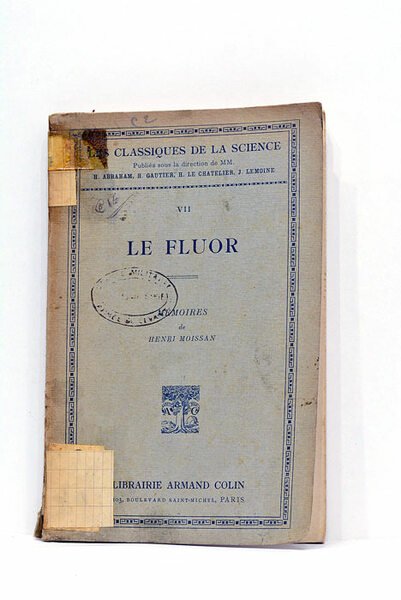 C2
LES CLASSIQUES DE LA SCIENCE
Publiés sous la direction de MM.
H. ABRAHAM, H. GAUTIER, H. LE CHATELIER, J. LEMOINE
VII
LE FLUOR
MÉMOIRES
de
HENRI MOISSAN
LIBRAIRIE ARMAND COLIN
103, BOULEVARD SAINT-MICHEL, PARIS